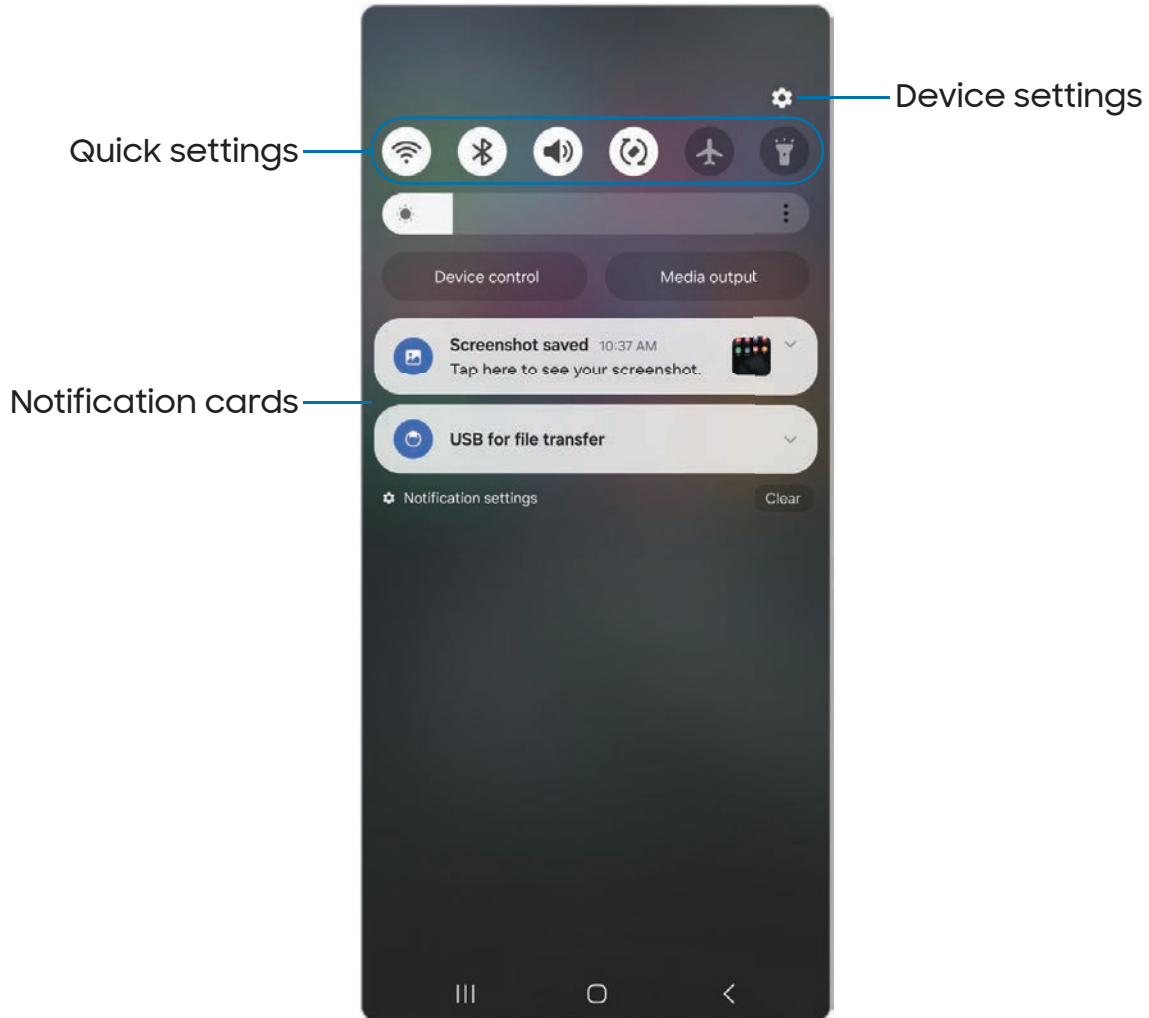 Device settings
Quick settings
Device control
Media output
Screenshot saved 10:37 AM
Tap here to see your screenshot.
Notification cards
USB for file transfer
Notification settings
Clear